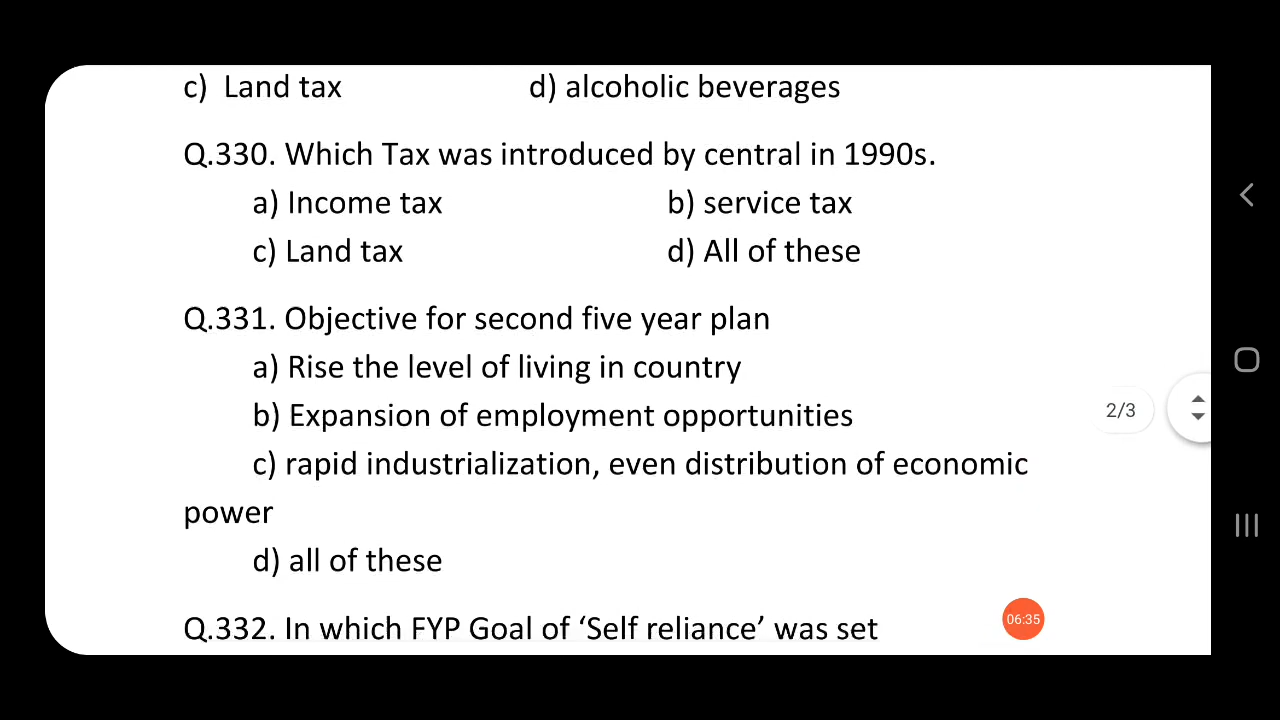 c) Land tax d) alcoholic beverages
Q.330. Which Tax was introduced by central in 1990s.
a) Income tax b) service tax
c) Land tax d) All of these
Q.331. Objective for second five year plan
a) Rise the level of living in country
b) Expansion of employment opportunities
c) rapid industrialization, even distribution of economic
power
d) all of these
Q.332. In which FYP Goal of ‘Self reliance’ was set
2/3
06:35